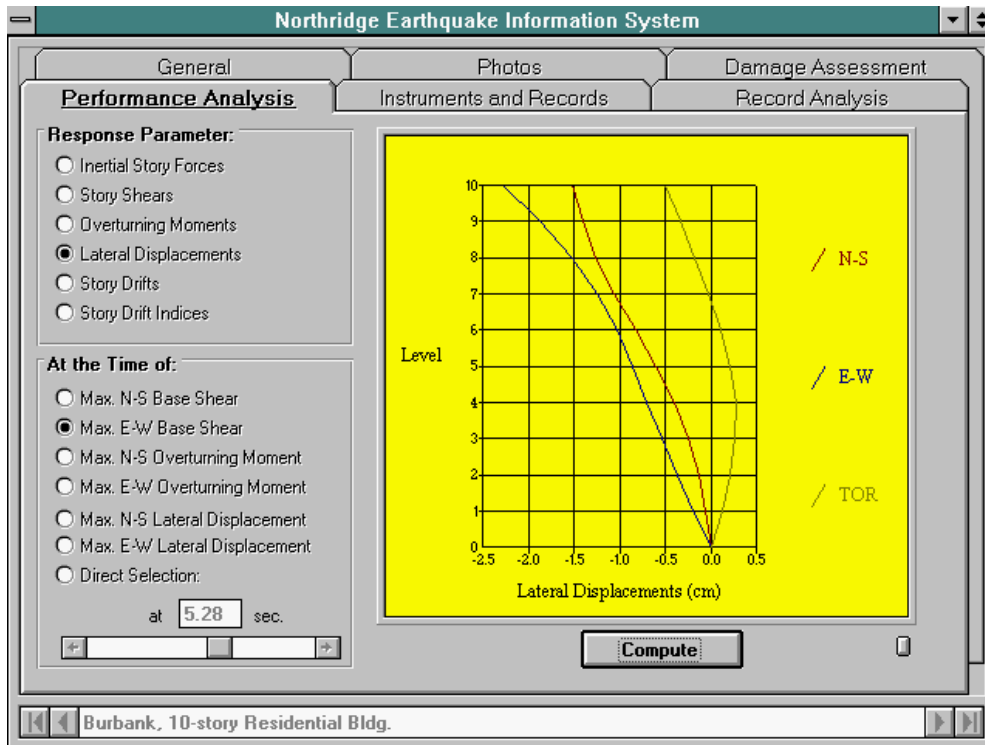 Northridge Earthquake Information System
General
Photos
Damage Assessment
Performance Analysis
Instruments and Records
Record Analysis
Response Parameter:
Inertial Story Forces
Story Shears
Overturning Moments
Lateral Displacements
Story Drifts
Story Drift Indices
At the Time of:
Max. N-S Base Shear
Max. E-W Base Shear
Max. N-S Overturning Moment
Max. E-W Overturning Moment
Max. N-S Lateral Displacement
Max. E-W Lateral Displacement
Direct Selection:
at 5.28 sec.
10
9
8
7
6
5
4
3
2
1
0
Level
-2.5 -2.0 -1.5 -1.0 0.0 0.5
Lateral Displacements (cm)
N-S
E-W
TOR
Compute
Burbank, 10-story Residential Bldg.